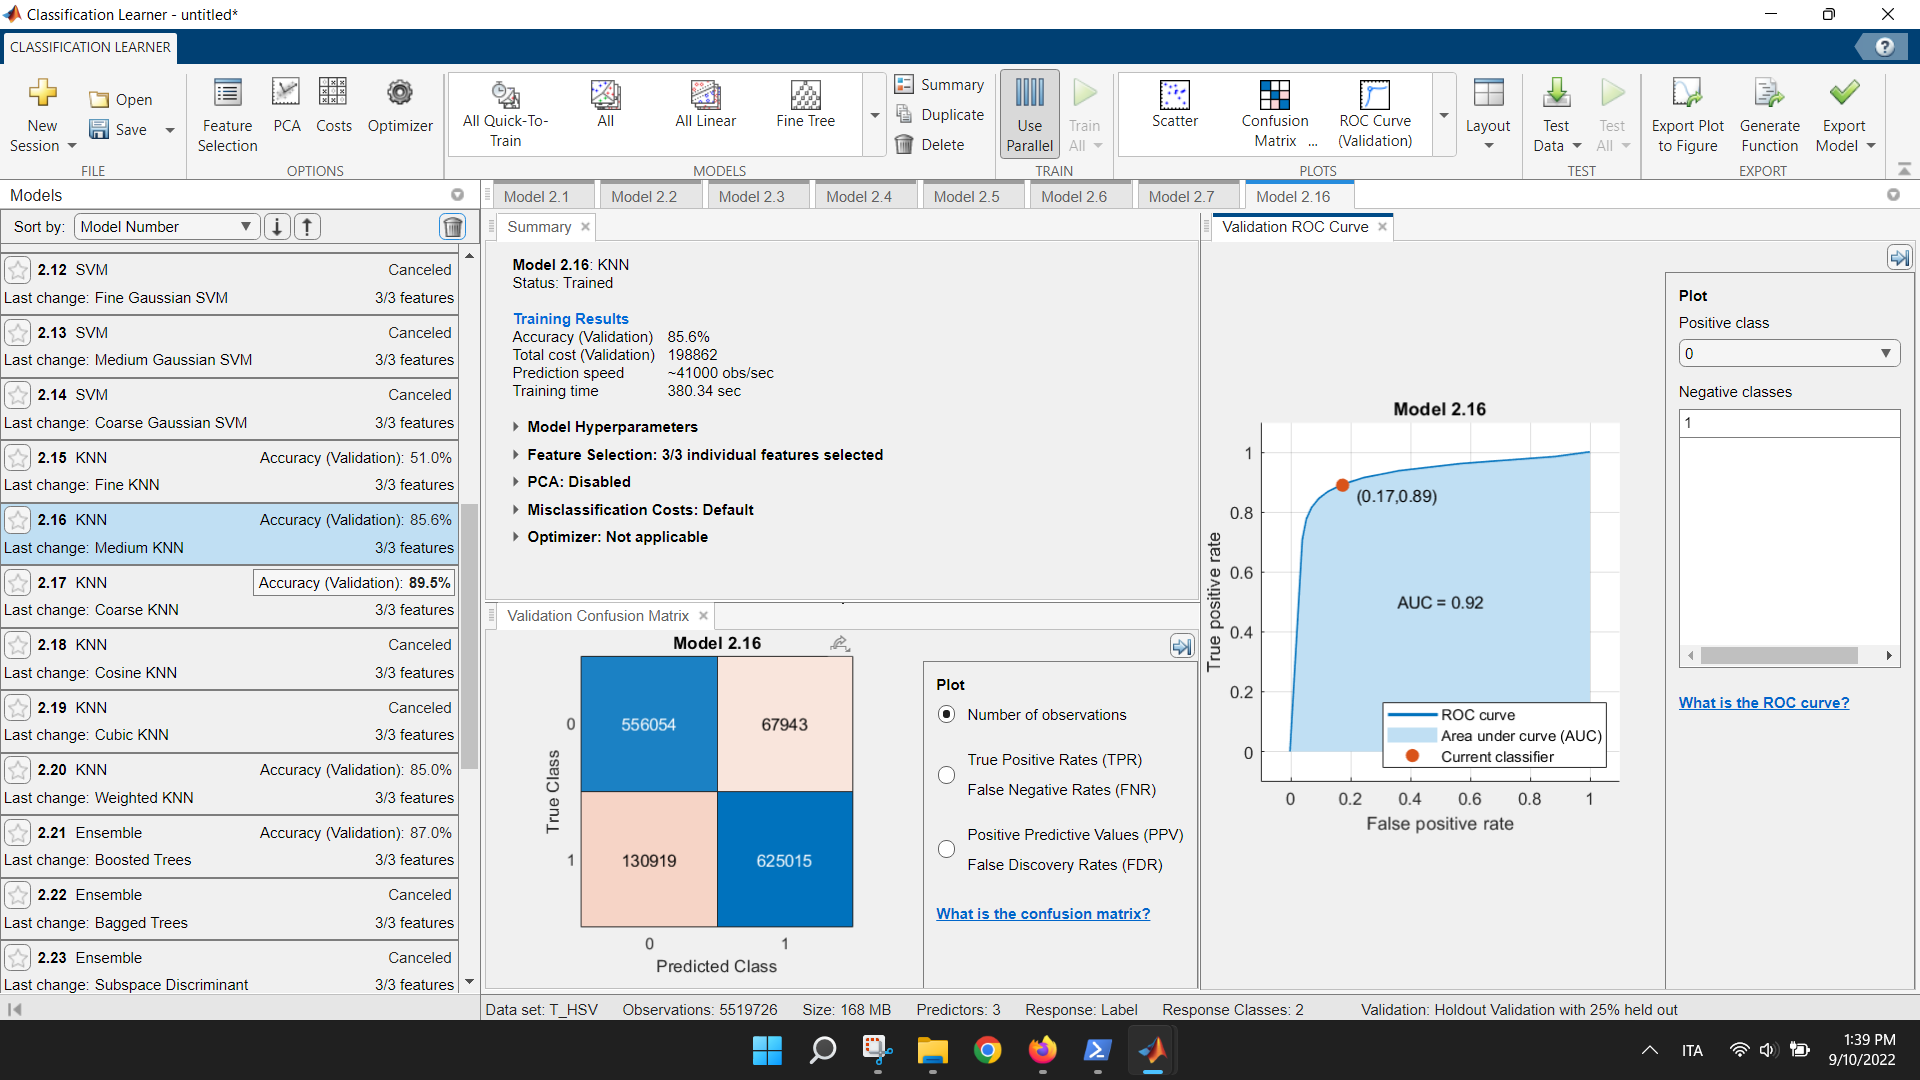 Classification Learner - untitled*
CLASSIFICATION LEARNER
New
Session
Open
Save
FILE
Feature
Selection
PCA
Costs
Optimizer
OPTIONS
All Quick-To-
Train
All
All Linear
Fine Tree
MODELS
Summary
Duplicate
Delete
Use
Parallel
Train
All
TRAIN
Scatter
Confusion
Matrix ...
ROC Curve
(Validation)
PLOTS
Layout
Test
Data
Test
All
TEST
Export Plot
to Figure
Generate
Function
Export
Model
EXPORT
Models
Sort by: Model Number
2.12 SVM Canceled
Last change: Fine Gaussian SVM 3/3 features
2.13 SVM Canceled
Last change: Medium Gaussian SVM 3/3 features
2.14 SVM Canceled
Last change: Coarse Gaussian SVM 3/3 features
2.15 KNN Accuracy (Validation): 51.0%
Last change: Fine KNN 3/3 features
2.16 KNN Accuracy (Validation): 85.6%
Last change: Medium KNN 3/3 features
2.17 KNN Accuracy (Validation): 89.5%
Last change: Coarse KNN 3/3 features
2.18 KNN Canceled
Last change: Cosine KNN 3/3 features
2.19 KNN Canceled
Last change: Cubic KNN 3/3 features
2.20 KNN Accuracy (Validation): 85.0%
Last change: Weighted KNN 3/3 features
2.21 Ensemble Accuracy (Validation): 87.0%
Last change: Boosted Trees 3/3 features
2.22 Ensemble Canceled
Last change: Bagged Trees 3/3 features
2.23 Ensemble Canceled
Last change: Subspace Discriminant 3/3 features
Model 2.1 Model 2.2 Model 2.3 Model 2.4 Model 2.5 Model 2.6 Model 2.7 Model 2.16
Summary
Model 2.16: KNN
Status: Trained
Training Results
Accuracy (Validation) 85.6%
Total cost (Validation) 198862
Prediction speed ~41000 obs/sec
Training time 380.34 sec
Model Hyperparameters
Feature Selection: 3/3 individual features selected
PCA: Disabled
Misclassification Costs: Default
Optimizer: Not applicable
Validation Confusion Matrix
Model 2.16
0
556054
67943
True Class
1
130919
625015
0 1
Predicted Class
Plot
Number of observations
True Positive Rates (TPR)
False Negative Rates (FNR)
Positive Predictive Values (PPV)
False Discovery Rates (FDR)
What is the confusion matrix?
Validation ROC Curve
Model 2.16
1
0.8
0.6
0.4
0.2
0
True positive rate
(0.17,0.89)
AUC = 0.92
ROC curve
Area under curve (AUC)
Current classifier
0 0.2 0.4 0.6 0.8 1
False positive rate
Plot
Positive class
0
Negative classes
1
What is the ROC curve?
Data set: T_HSV Observations: 5519726 Size: 168 MB Predictors: 3 Response: Label Response Classes: 2 Validation: Holdout Validation with 25% held out
ITA
1:39 PM
9/10/2022